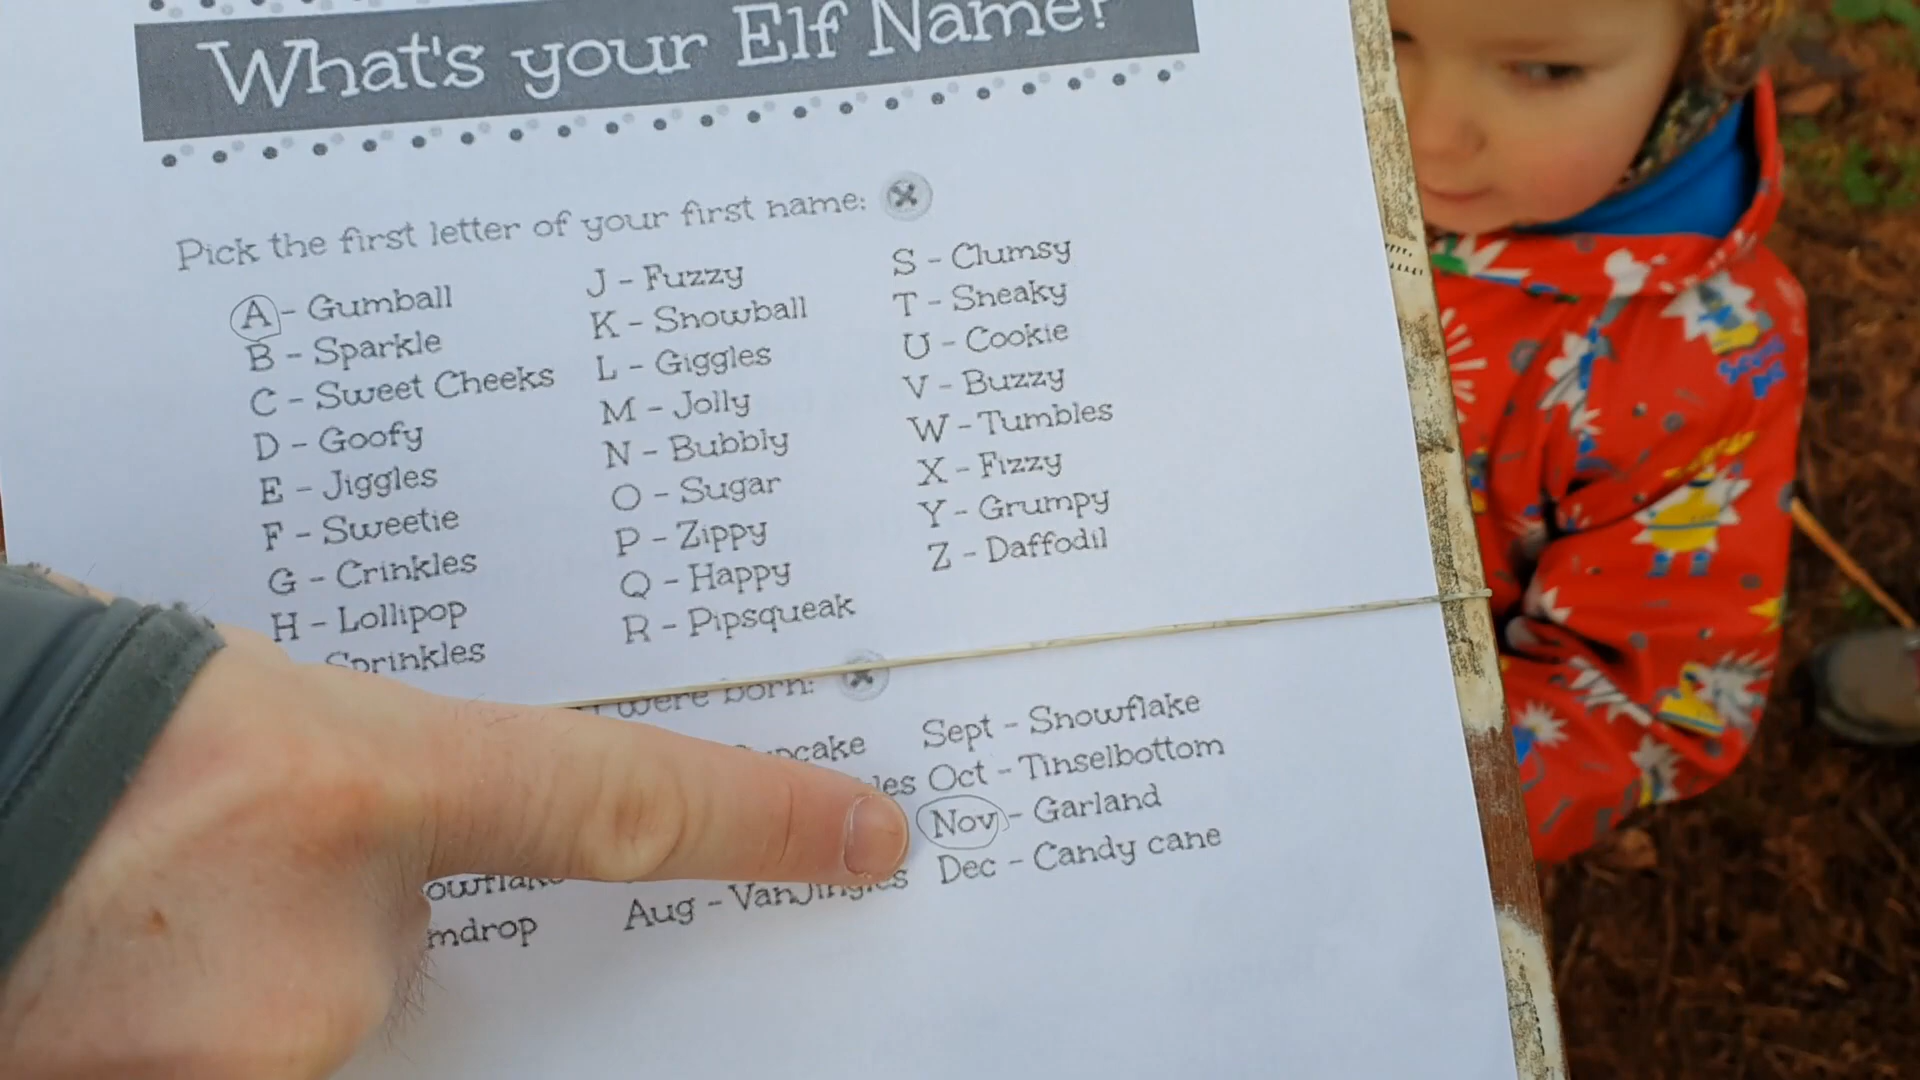 What's your Elf Name?
Pick the first letter of your first name:
A - Gumball
B - Sparkle
C - Sweet Cheeks
D - Goofy
E - Jiggles
F - Sweetie
G - Crinkles
H - Lollipop
Sprinkles
J - Fuzzy
K - Snowball
L - Giggles
M - Jolly
N - Bubbly
O - Sugar
P - Zippy
Q - Happy
R - Pipsqueak
S - Clumsy
T - Sneaky
U - Cookie
V - Buzzy
W - Tumbles
X - Fizzy
Y - Grumpy
Z - Daffodil
were born:
Aug - VanJingles
Sept - Snowflake
Oct - Tinselbottom
Nov - Garland
Dec - Candy cane